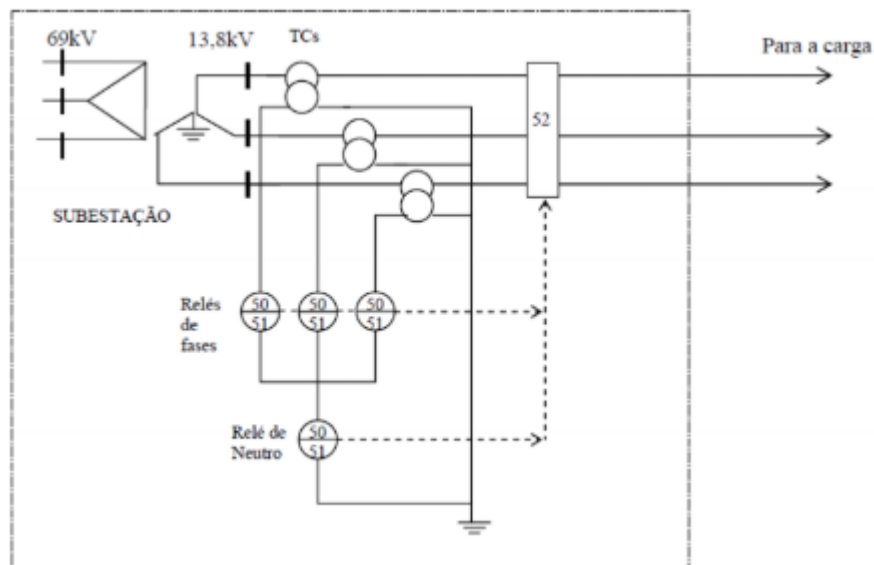 69kV
13,8kV
TCs
Para a carga
52
SUBESTAÇÃO
Relés
de
fases
50
51
50
51
50
51
Relé de
Neutro
50
51